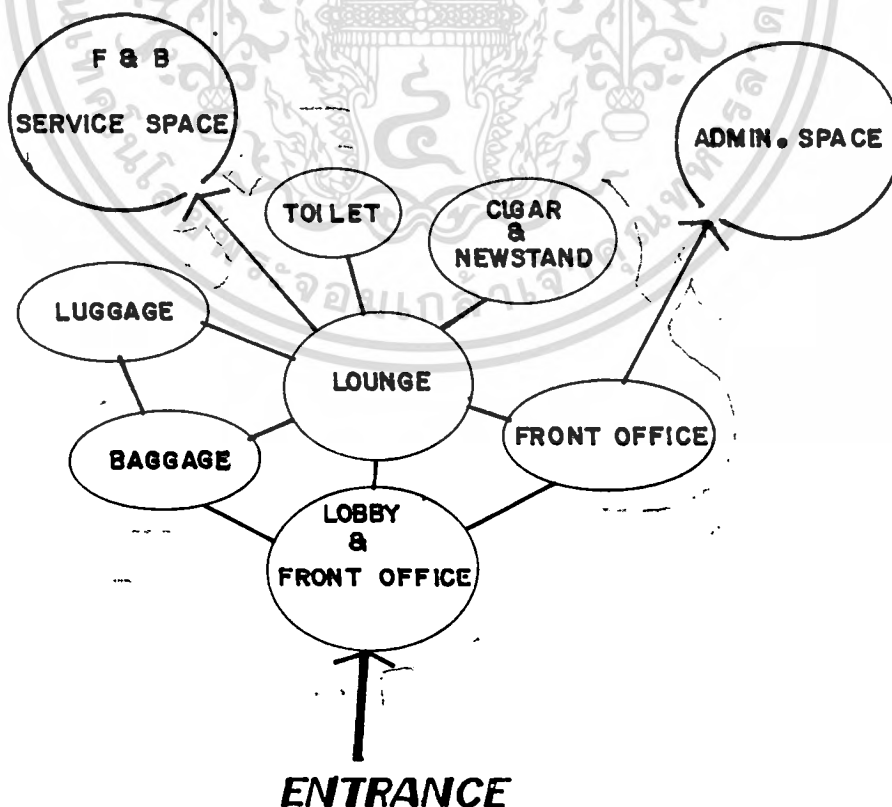 F & B
SERVICE SPACE
ADMIN. SPACE
TOILET
CIGAR
&
NEWSTAND
LUGGAGE
LOUNGE
FRONT OFFICE
BAGGAGE
LOBBY
&
FRONT OFFICE
ENTRANCE